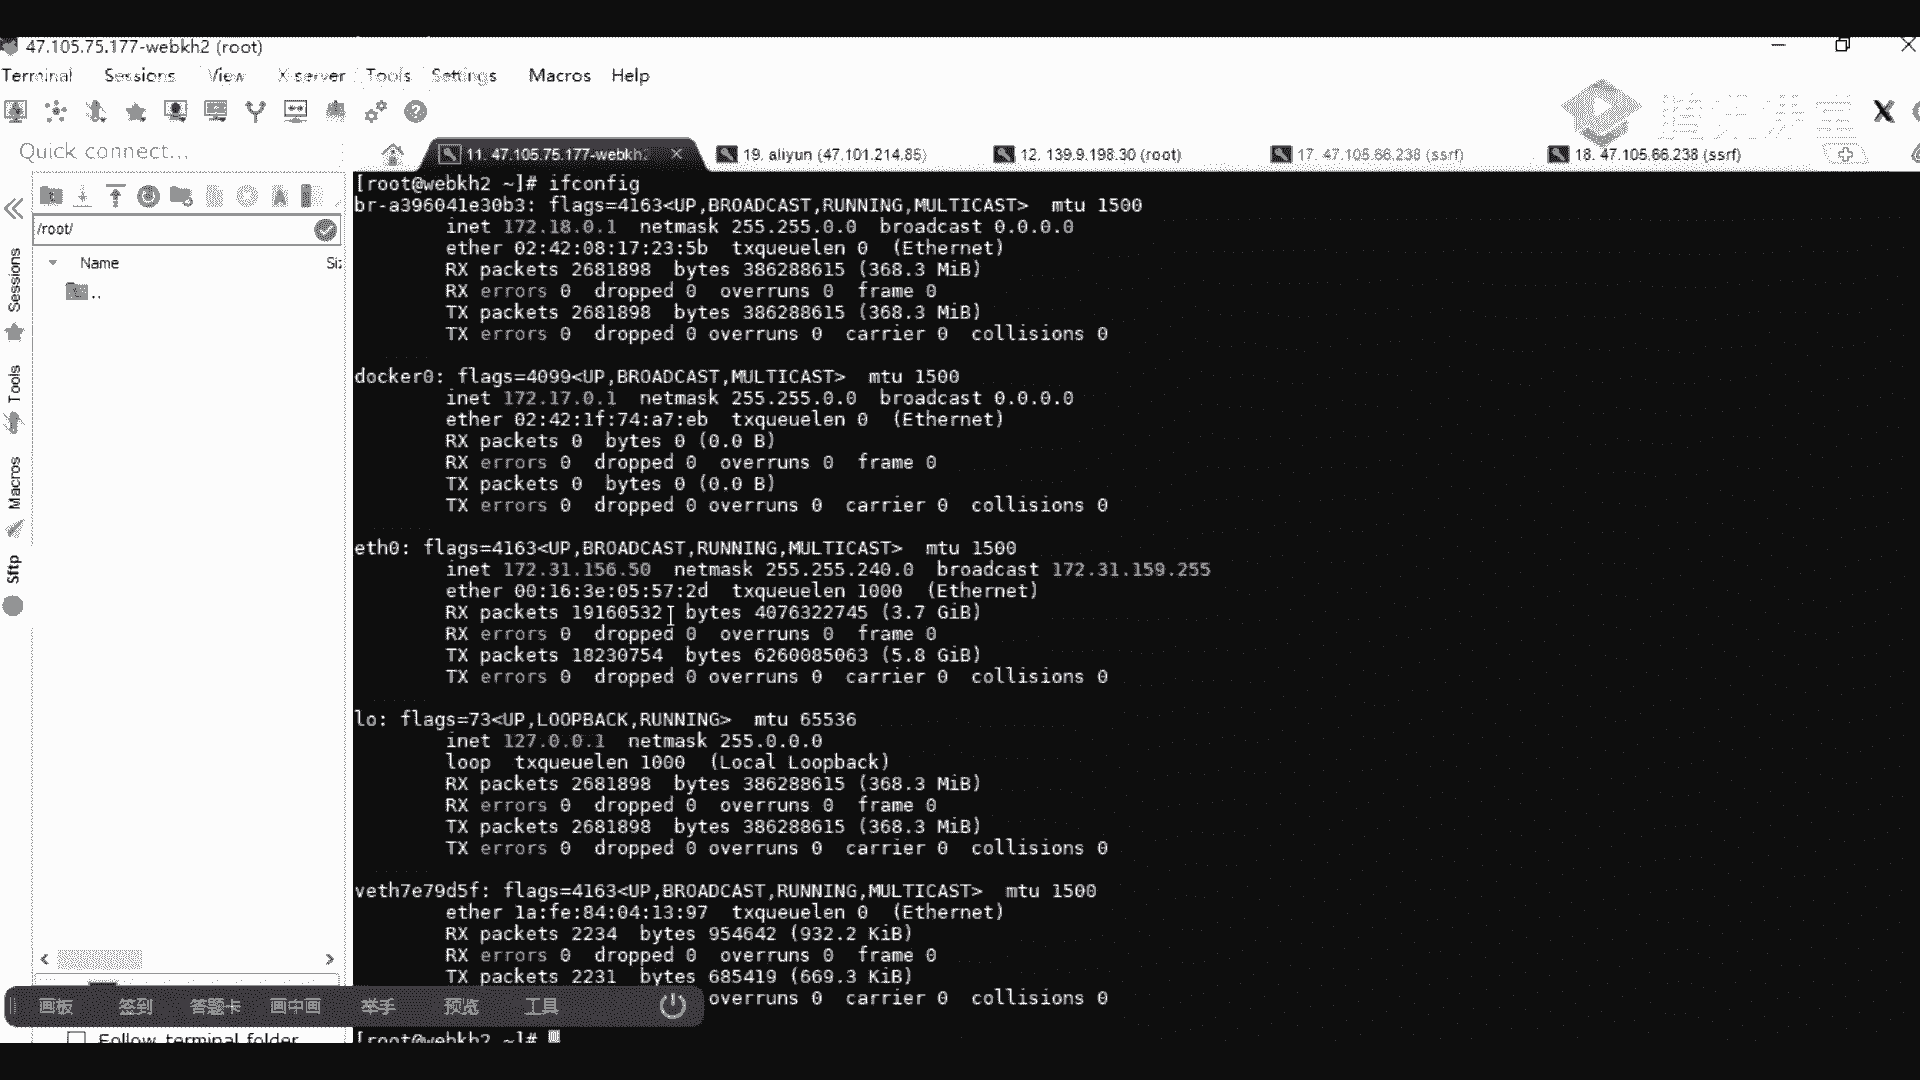 47.105.75.177-webkh2 (root)
Terminal Sessions View X server Tools Settings Macros Help
腾讯课堂
Quick connect...
11. 47.105.75.177-webkh2
19. aliyun (47.101.214.85)
12. 139.9.198.30 (root)
17. 47.105.66.238 (ssrf)
18. 47.105.66.238 (ssrf)
/root/
Name
..
Sessions
Tools
Macros
Sftp
[root@webkh2 ~]# ifconfig
br-a396041e30b3: flags=4163<UP,BROADCAST,RUNNING,MULTICAST>  mtu 1500
        inet 172.18.0.1  netmask 255.255.0.0  broadcast 0.0.0.0
        ether 02:42:08:17:23:5b  txqueuelen 0  (Ethernet)
        RX packets 2681898  bytes 386288615 (368.3 MiB)
        RX errors 0  dropped 0  overruns 0  frame 0
        TX packets 2681898  bytes 386288615 (368.3 MiB)
        TX errors 0  dropped 0 overruns 0  carrier 0  collisions 0
docker0: flags=4099<UP,BROADCAST,MULTICAST>  mtu 1500
        inet 172.17.0.1  netmask 255.255.0.0  broadcast 0.0.0.0
        ether 02:42:1f:74:a7:eb  txqueuelen 0  (Ethernet)
        RX packets 0  bytes 0 (0.0 B)
        RX errors 0  dropped 0  overruns 0  frame 0
        TX packets 0  bytes 0 (0.0 B)
        TX errors 0  dropped 0 overruns 0  carrier 0  collisions 0
eth0: flags=4163<UP,BROADCAST,RUNNING,MULTICAST>  mtu 1500
        inet 172.31.156.50  netmask 255.255.240.0  broadcast 172.31.159.255
        ether 00:16:3e:05:57:2d  txqueuelen 1000  (Ethernet)
        RX packets 19160532  bytes 4076322745 (3.7 GiB)
        RX errors 0  dropped 0  overruns 0  frame 0
        TX packets 18230754  bytes 6260085063 (5.8 GiB)
        TX errors 0  dropped 0 overruns 0  carrier 0  collisions 0
lo: flags=73<UP,LOOPBACK,RUNNING>  mtu 65536
        inet 127.0.0.1  netmask 255.0.0.0
        loop  txqueuelen 1000  (Local Loopback)
        RX packets 2681898  bytes 386288615 (368.3 MiB)
        RX errors 0  dropped 0  overruns 0  frame 0
        TX packets 2681898  bytes 386288615 (368.3 MiB)
        TX errors 0  dropped 0 overruns 0  carrier 0  collisions 0
veth7e79d5f: flags=4163<UP,BROADCAST,RUNNING,MULTICAST>  mtu 1500
        ether 1a:fe:84:04:13:97  txqueuelen 0  (Ethernet)
        RX packets 2234  bytes 954642 (932.2 KiB)
        RX errors 0  dropped 0  overruns 0  frame 0
        TX packets 2231  bytes 685419 (669.3 KiB)
overruns 0  carrier 0  collisions 0
画板 签到 答题卡 画中画 举手 预览 工具
Follow terminal folder
[root@webkh2 ~]#